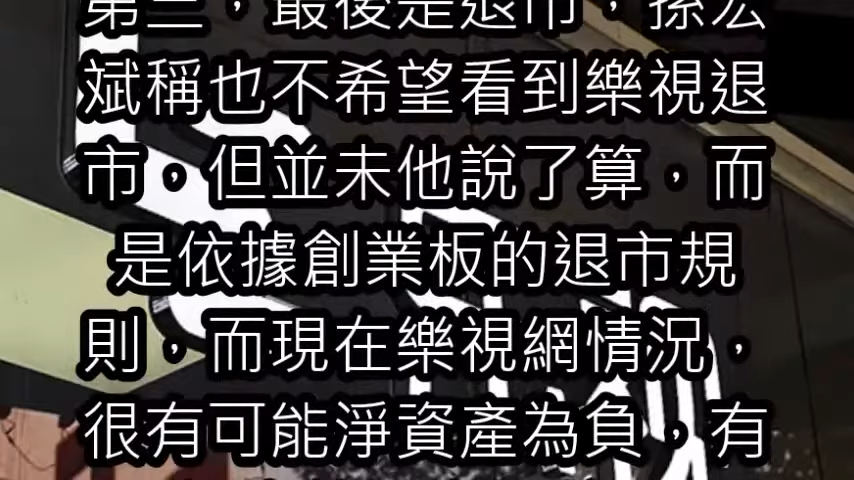 第三，最後是退市，孫宏
斌稱也不希望看到樂視退
市。但並未他說了算，而
是依據創業板的退市規
則，而現在樂視網情況，
很有可能淨資產為負，有